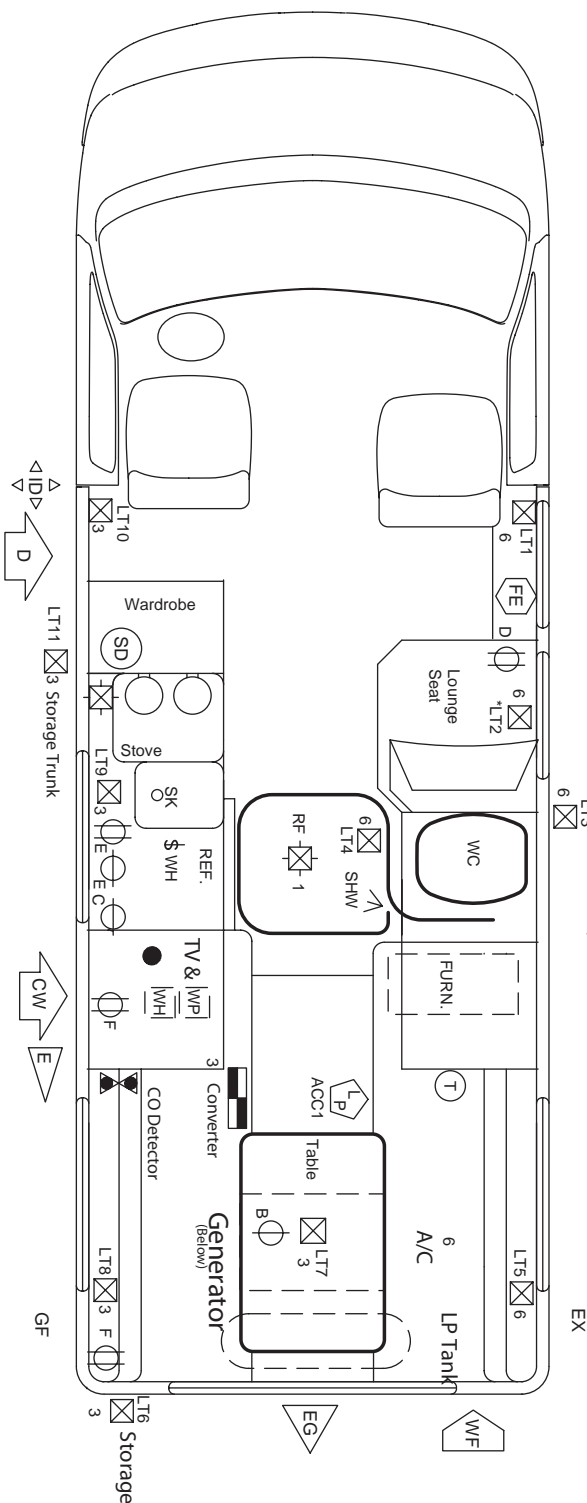 ID
D
LT10
3
LT1
6
FE
D
Wardrobe
SD
LT11
3 Storage Trunk
Lounge
Seat
6
*LT2
Stove
LT9
3
SK
6
E
E C
REF.
$ WH
RF
1
6
LT4
SHW
WC
TV &
WP
WH
F
CW
E
FURN.
T
CO Detector
3
Converter
LP
ACC1
Table
B
LT7
3
Generator
(Below)
6
A/C
LP Tank
LT5
6
EX
LT8
3
F
GF
LT6
3
Storage
EG
WF